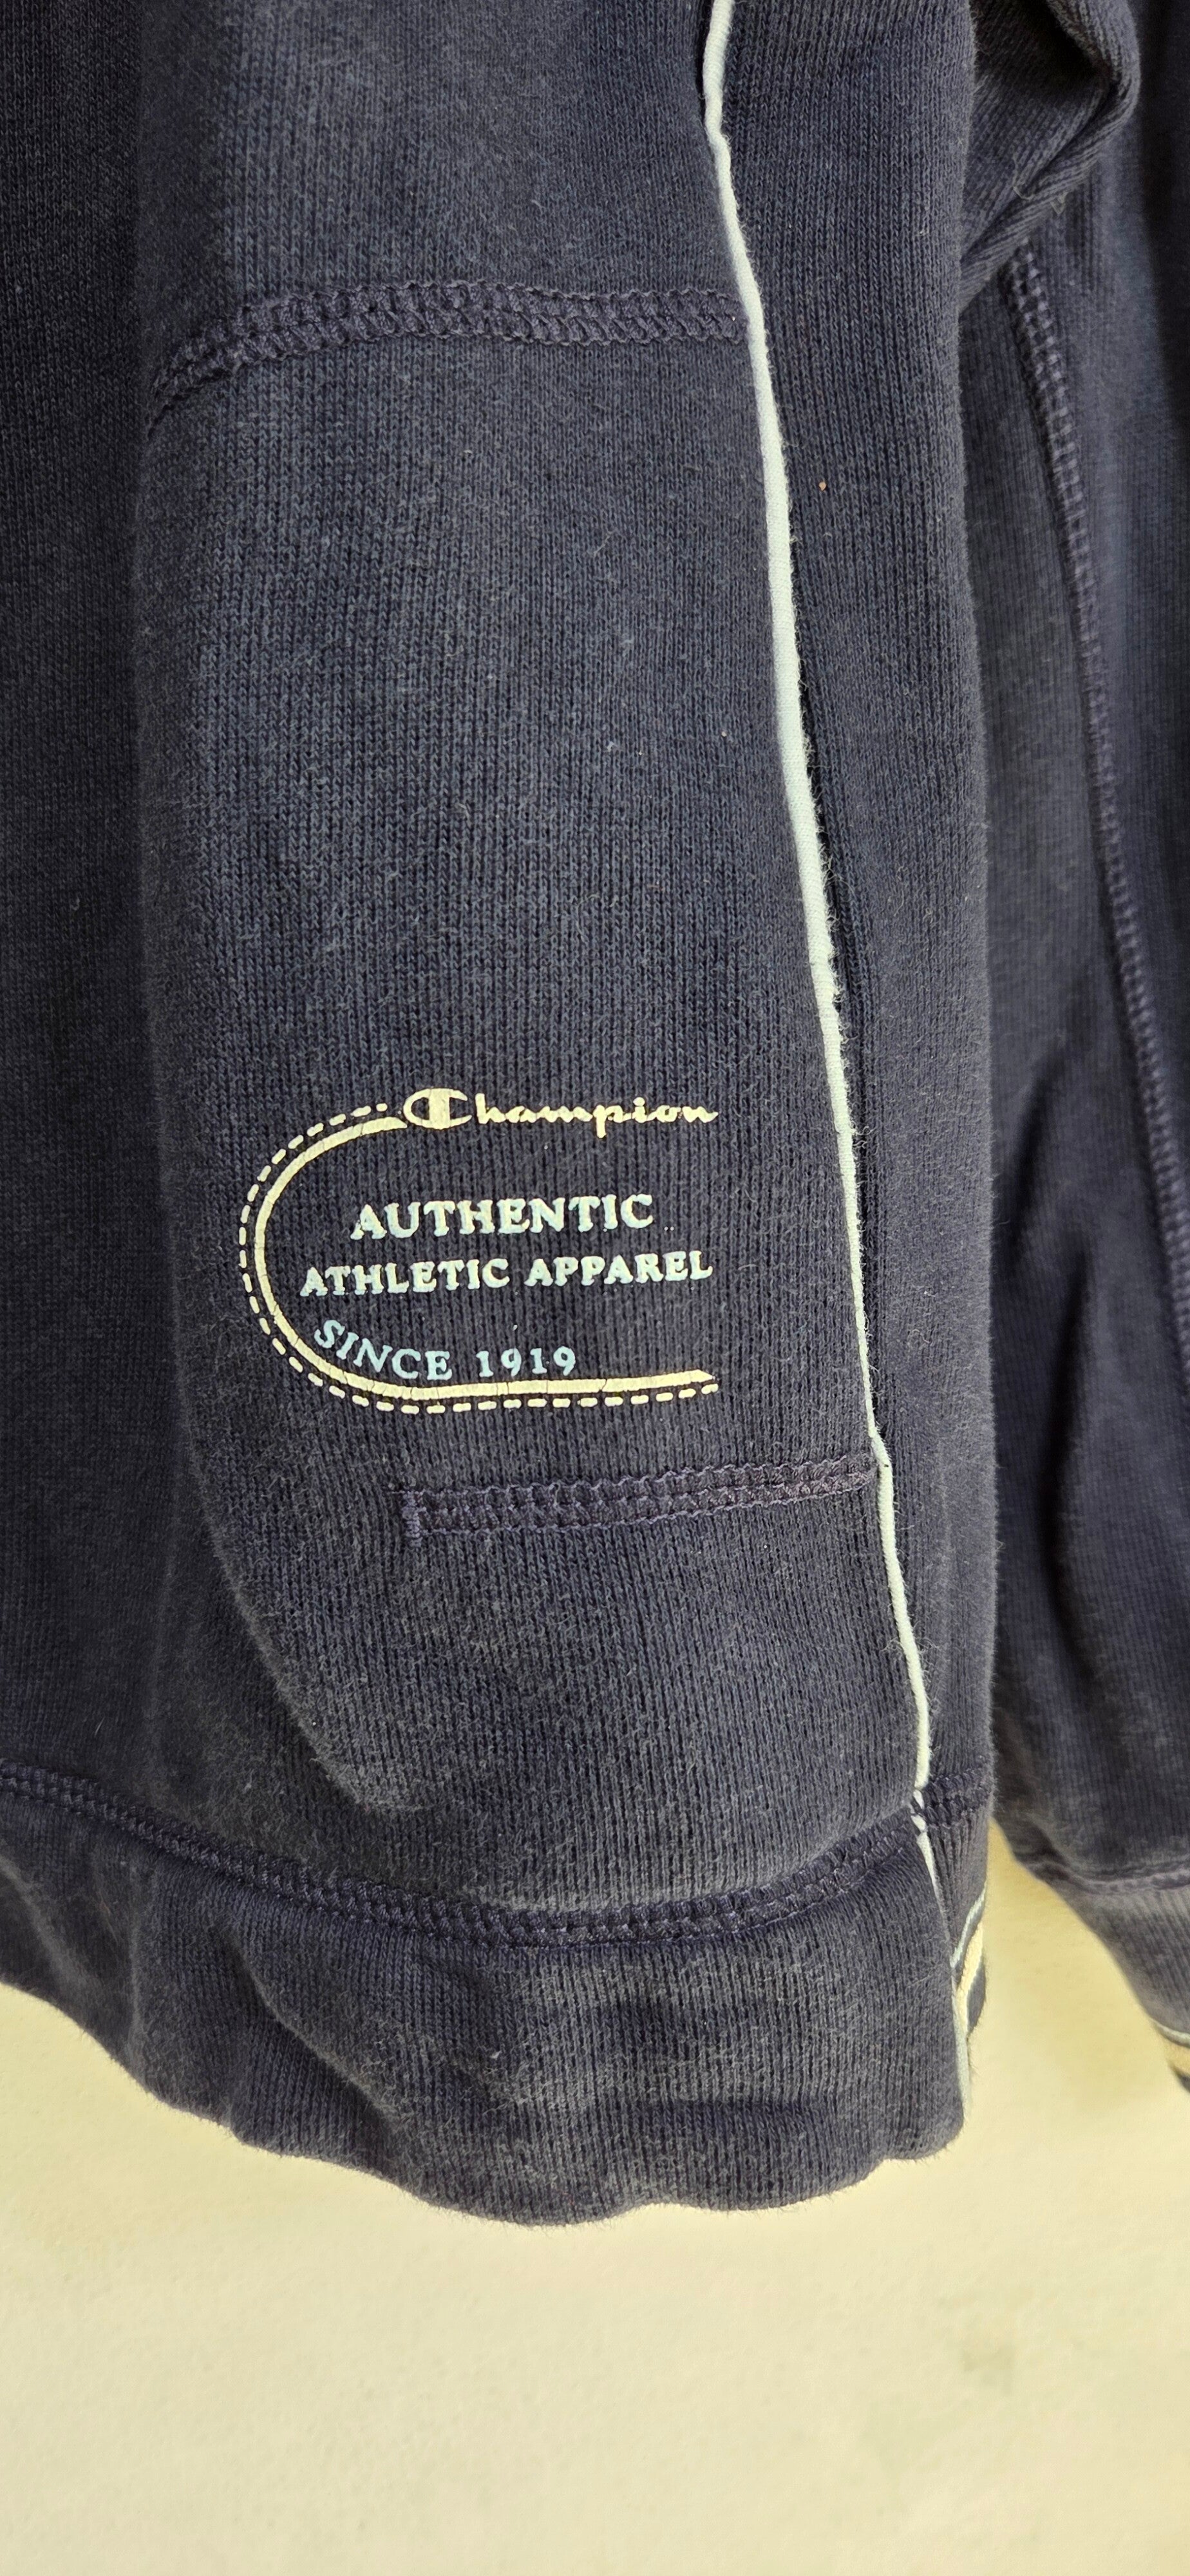 Champion
AUTHENTIC
ATHLETIC APPAREL
SINCE 1919